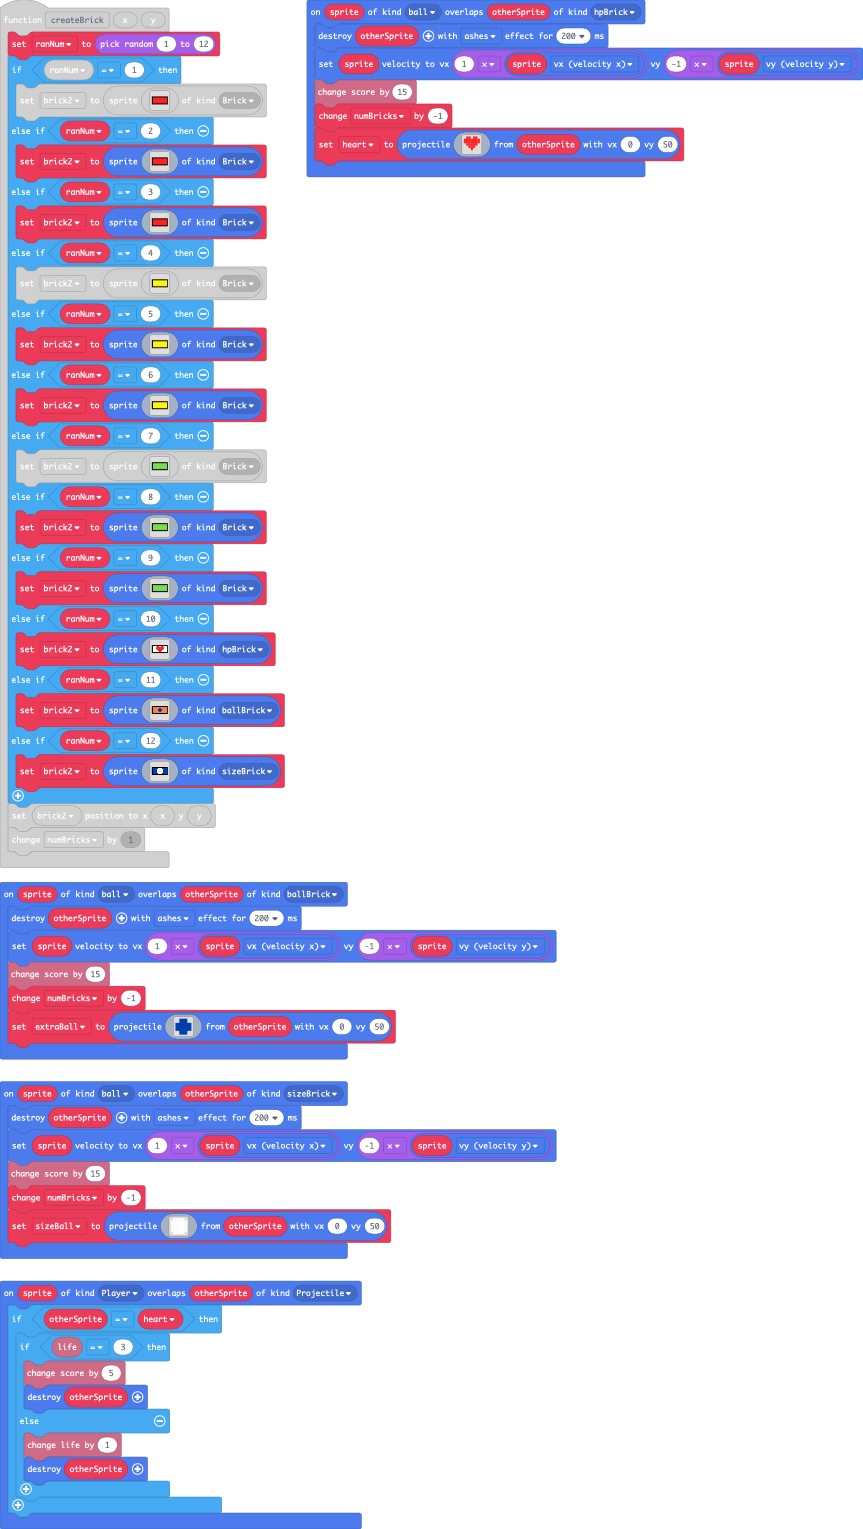 function createBrick x y
set ranNum to pick random 1 to 12
if ranNum = 1 then
set brick2 to sprite of kind Brick
else if ranNum = 2 then
set brick2 to sprite of kind Brick
else if ranNum = 3 then
set brick2 to sprite of kind Brick
else if ranNum = 4 then
set brick2 to sprite of kind Brick
else if ranNum = 5 then
set brick2 to sprite of kind Brick
else if ranNum = 6 then
set brick2 to sprite of kind Brick
else if ranNum = 7 then
set brick2 to sprite of kind Brick
else if ranNum = 8 then
set brick2 to sprite of kind Brick
else if ranNum = 9 then
set brick2 to sprite of kind Brick
else if ranNum = 10 then
set brick2 to sprite of kind hpBrick
else if ranNum = 11 then
set brick2 to sprite of kind ballBrick
else if ranNum = 12 then
set brick2 to sprite of kind sizeBrick
set brick2 position to x x y y
change numBricks by 1
on sprite of kind ball overlaps otherSprite of kind hpBrick
destroy otherSprite with ashes effect for 200 ms
set sprite velocity to vx 1 x sprite vx (velocity x) vy -1 x sprite vy (velocity y)
change score by 15
change numBricks by -1
set heart to projectile from otherSprite with vx 0 vy 50
on sprite of kind ball overlaps otherSprite of kind ballBrick
destroy otherSprite with ashes effect for 200 ms
set sprite velocity to vx 1 x sprite vx (velocity x) vy -1 x sprite vy (velocity y)
change score by 15
change numBricks by -1
set extraBall to projectile from otherSprite with vx 0 vy 50
on sprite of kind ball overlaps otherSprite of kind sizeBrick
destroy otherSprite with ashes effect for 200 ms
set sprite velocity to vx 1 x sprite vx (velocity x) vy -1 x sprite vy (velocity y)
change score by 15
change numBricks by -1
set sizeBall to projectile from otherSprite with vx 0 vy 50
on sprite of kind Player overlaps otherSprite of kind Projectile
if otherSprite = heart then
if life = 3 then
change score by 5
destroy otherSprite
else
change life by 1
destroy otherSprite